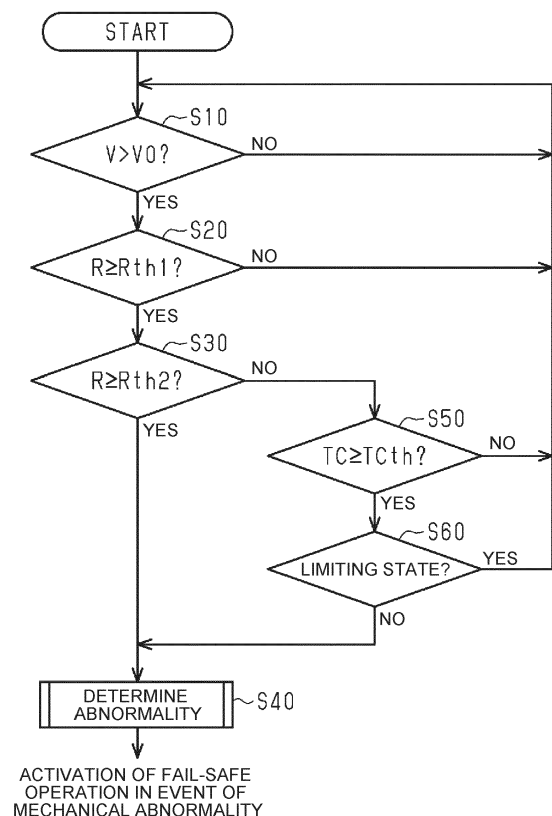 START
S10
V>V0?
NO
YES
S20
R≥Rth1?
NO
YES
S30
R≥Rth2?
NO
YES
S50
TC≥TCth?
NO
YES
S60
LIMITING STATE?
YES
NO
DETERMINE
ABNORMALITY
S40
ACTIVATION OF FAIL-SAFE
OPERATION IN EVENT OF
MECHANICAL ABNORMALITY